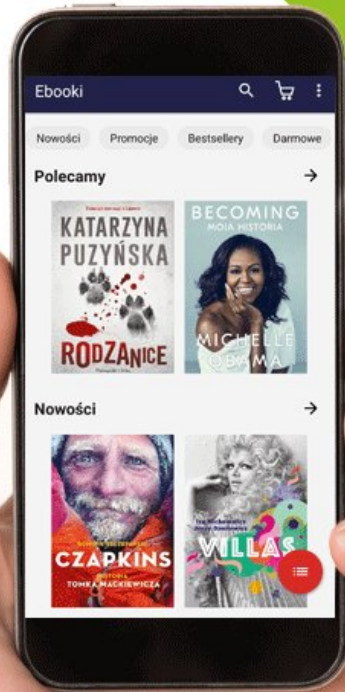 Ebooki
Nowości Promocje Bestsellery Darmowe
Polecamy
KATARZYNA
PUZYŃSKA
RODZANICE
BECOMING
MOJA HISTORIA
MICHELLE
OBAMA
Nowości
CZAPKINS
HISTORIA
TOMKA MACKIEWICZA
VILLAS